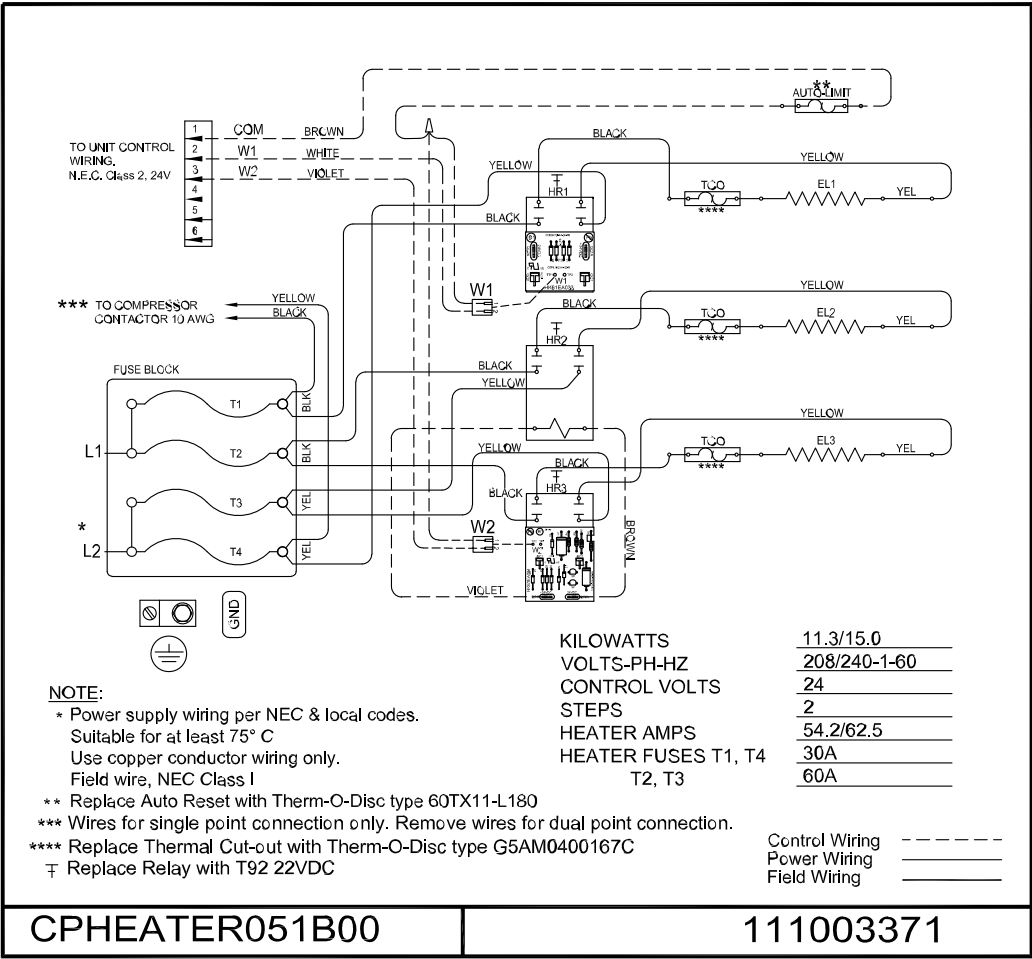 **
AUTO-LIMIT
1 COM BROWN
2 W1 WHITE
3 W2 VIOLET
4
5
6
TO UNIT CONTROL
WIRING.
N.E.C. Class 2, 24V
BLACK
YELLOW
YELLOW
HR1
TCO
****
EL1
YEL
BLACK
W1
W1
*** TO COMPRESSOR
CONTACTOR 10 AWG
YELLOW
BLACK
BLACK
YELLOW
HR2
TCO
****
EL2
YEL
BLACK
YELLOW
FUSE BLOCK
T1
BLK
L1
T2
BLK
T3
YEL
*
L2
T4
YEL
YELLOW
YELLOW
BLACK
HR3
TCO
****
EL3
YEL
BLACK
W2
BROWN
VIOLET
GND
KILOWATTS 11.3/15.0
VOLTS-PH-HZ 208/240-1-60
CONTROL VOLTS 24
STEPS 2
HEATER AMPS 54.2/62.5
HEATER FUSES T1, T4 30A
T2, T3 60A
NOTE:
* Power supply wiring per NEC & local codes.
Suitable for at least 75° C
Use copper conductor wiring only.
Field wire, NEC Class I
** Replace Auto Reset with Therm-O-Disc type 60TX11-L180
*** Wires for single point connection only. Remove wires for dual point connection.
**** Replace Thermal Cut-out with Therm-O-Disc type G5AM0400167C
Replace Relay with T92 22VDC
Control Wiring
Power Wiring
Field Wiring
CPHEATER051B00
111003371